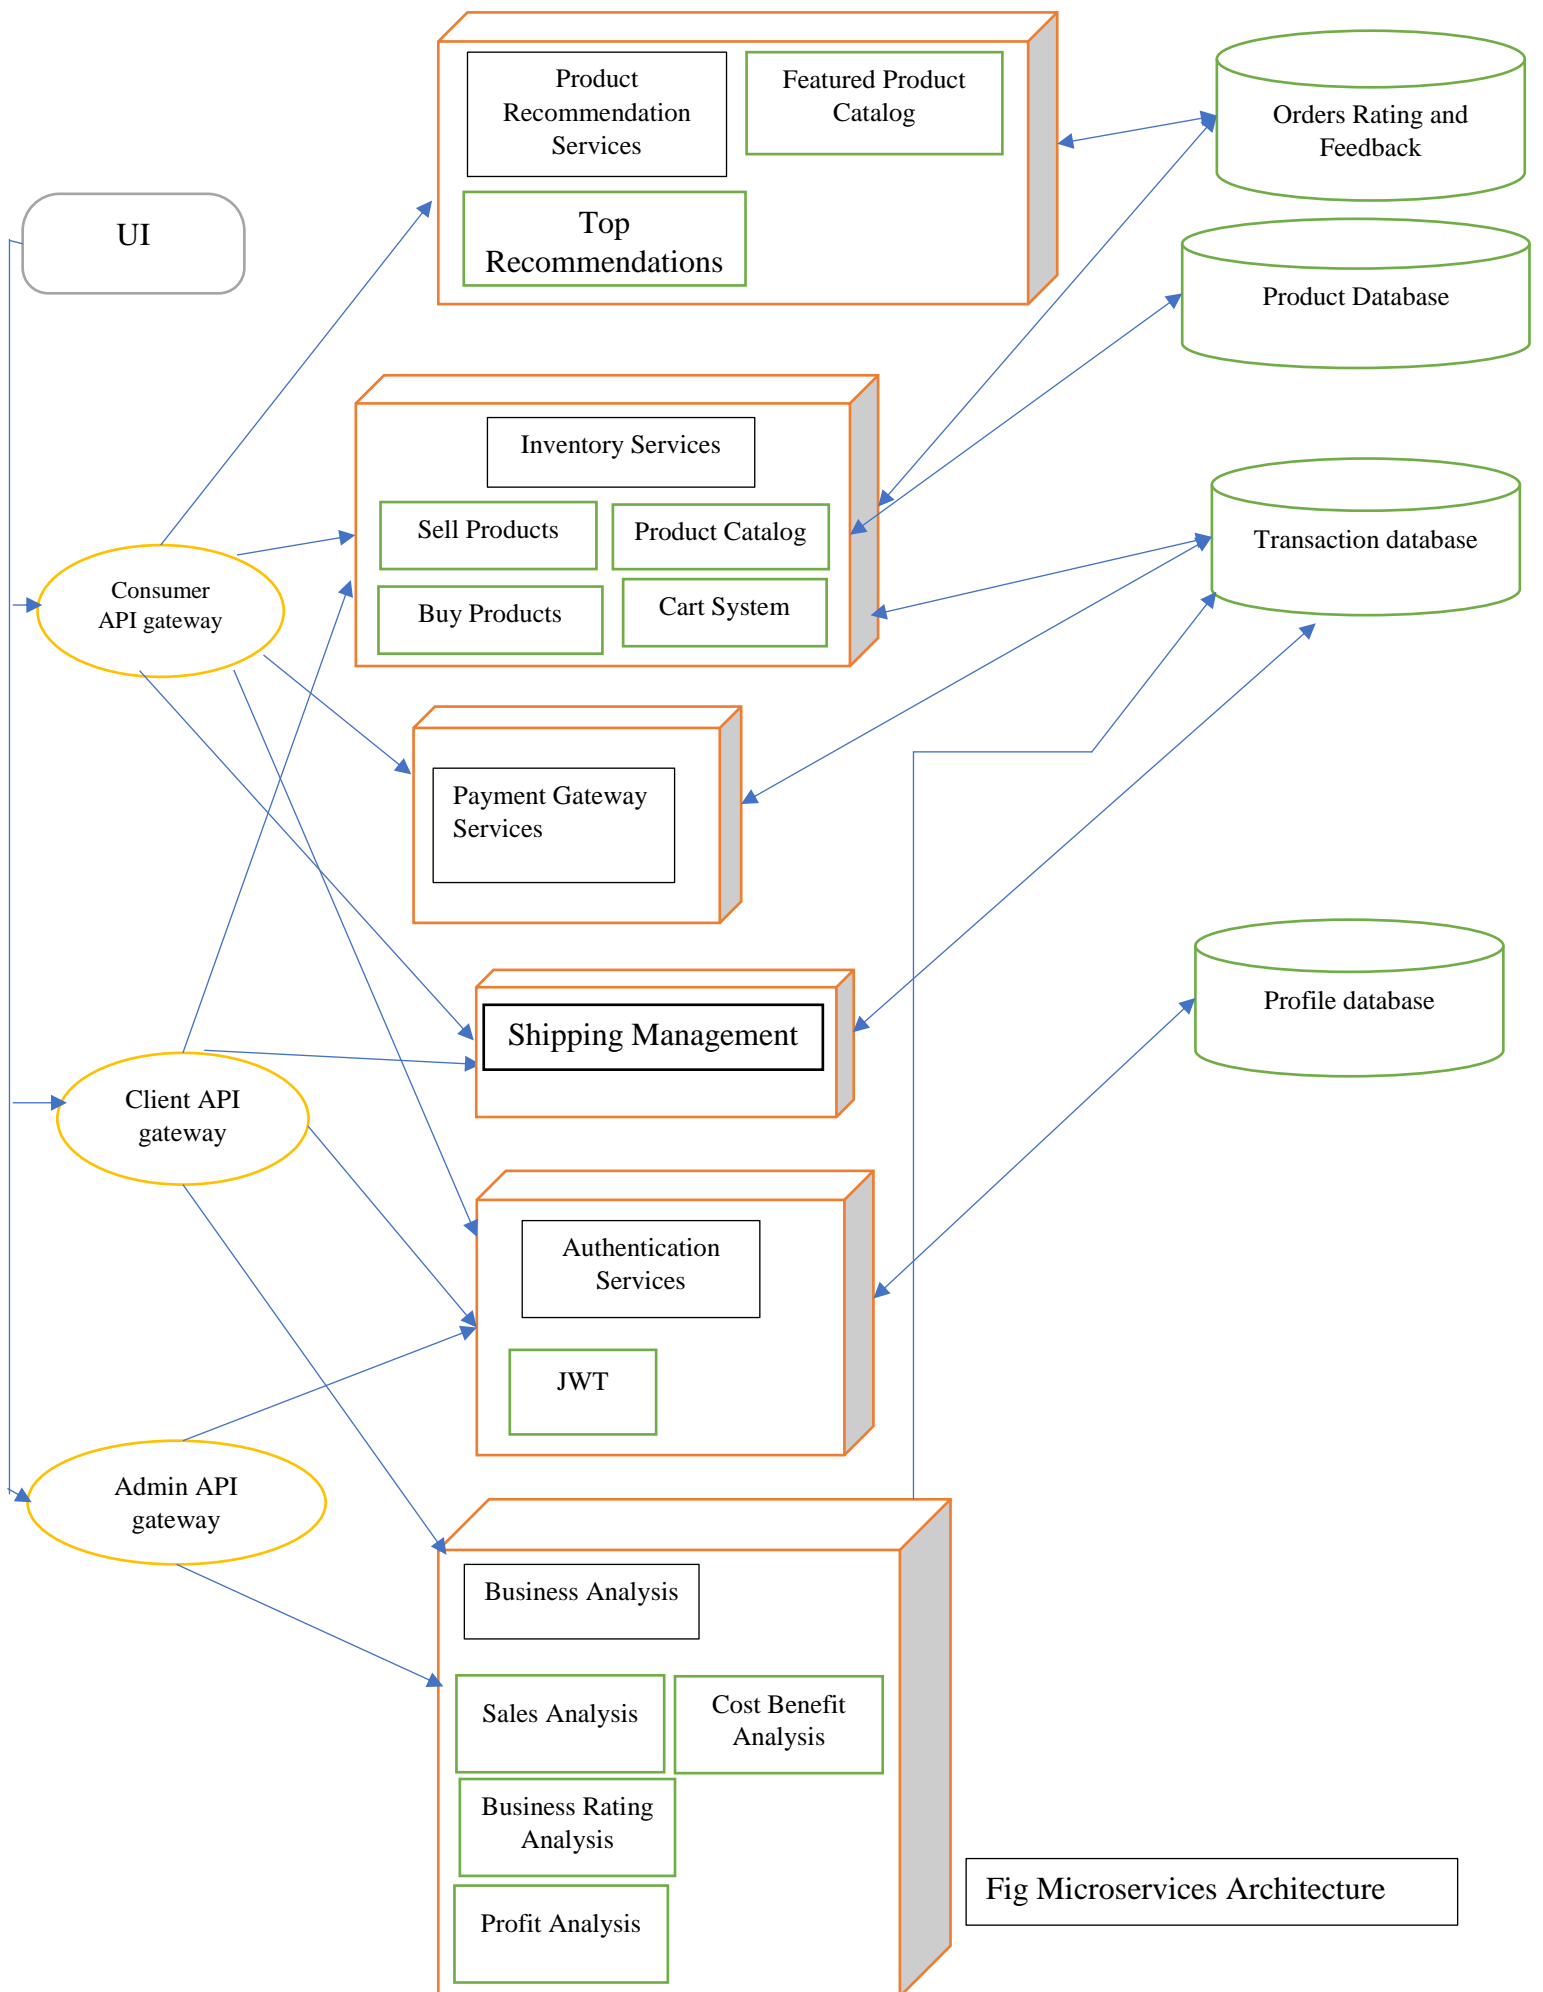 Product
Recommendation
Services
Featured Product
Catalog
Top
Recommendations
Orders Rating and
Feedback
UI
Product Database
Inventory Services
Sell Products
Product Catalog
Buy Products
Cart System
Transaction database
Consumer
API gateway
Payment Gateway
Services
Shipping Management
Profile database
Client API
gateway
Authentication
Services
JWT
Admin API
gateway
Business Analysis
Sales Analysis
Cost Benefit
Analysis
Business Rating
Analysis
Profit Analysis
Fig Microservices Architecture